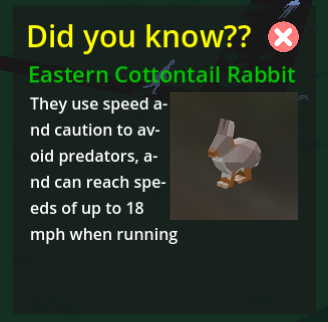 Did you know??
Eastern Cottontail Rabbit
They use speed a-
nd caution to av-
oid predators, a-
nd can reach spe-
eds of up to 18
mph when running